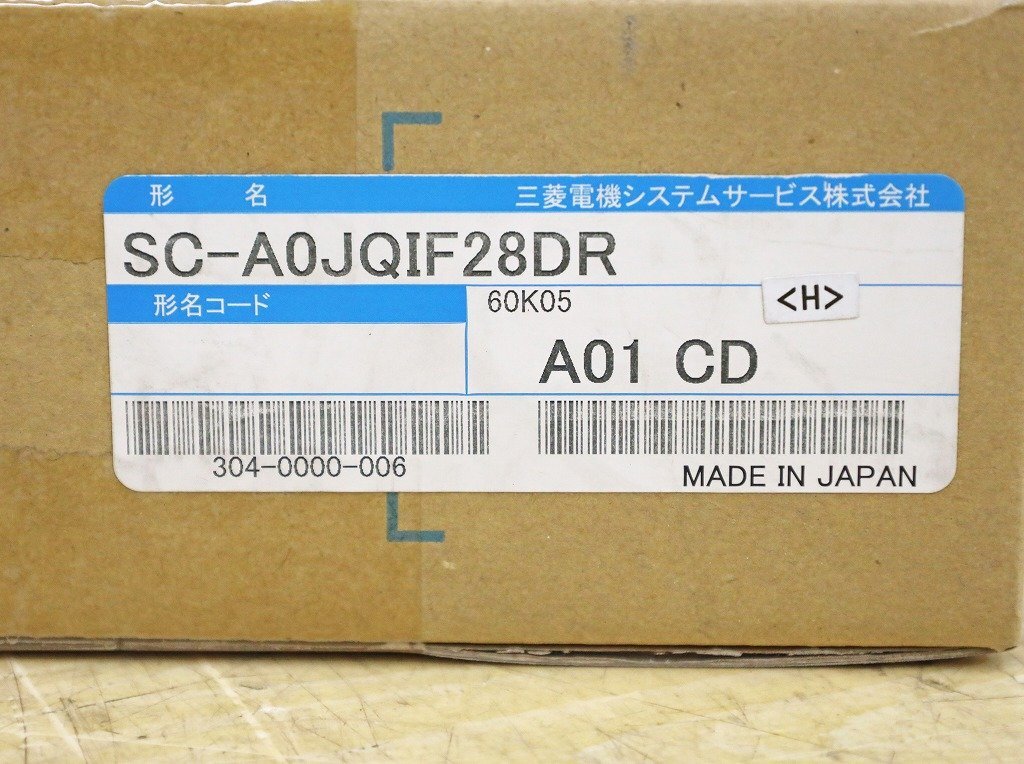 形名 三菱電機システムサービス株式会社
SC-A0JQIF28DR
形名コード 60K05 <H>
A01 CD
304-0000-006
MADE IN JAPAN